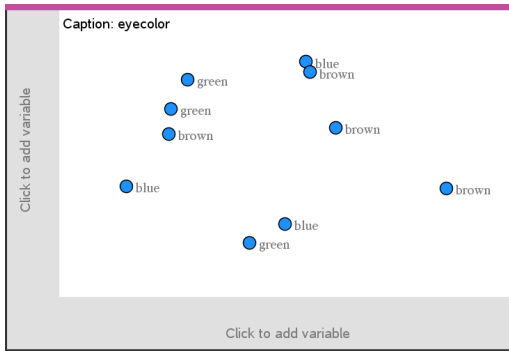 Caption: eyecolor
blue
brown
green
green
brown
brown
blue
brown
blue
green
Click to add variable
Click to add variable